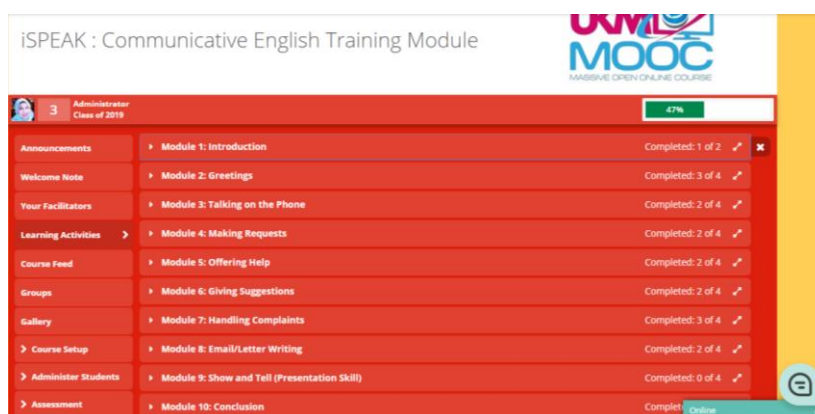 iSPEAK : Communicative English Training Module
UKM
MOOC
MASSIVE OPEN ONLINE COURSE
3
Administrator
Class of 2019
47%
Announcements
Welcome Note
Your Facilitators
Learning Activities
Course Feed
Groups
Gallery
Course Setup
Administer Students
Assessment
Module 1: Introduction Completed: 1 of 2
Module 2: Greetings Completed: 3 of 4
Module 3: Talking on the Phone Completed: 2 of 4
Module 4: Making Requests Completed: 2 of 4
Module 5: Offering Help Completed: 2 of 4
Module 6: Giving Suggestions Completed: 2 of 4
Module 7: Handling Complaints Completed: 3 of 4
Module 8: Email/Letter Writing Completed: 2 of 4
Module 9: Show and Tell (Presentation Skill) Completed: 0 of 4
Module 10: Conclusion Complet
Online